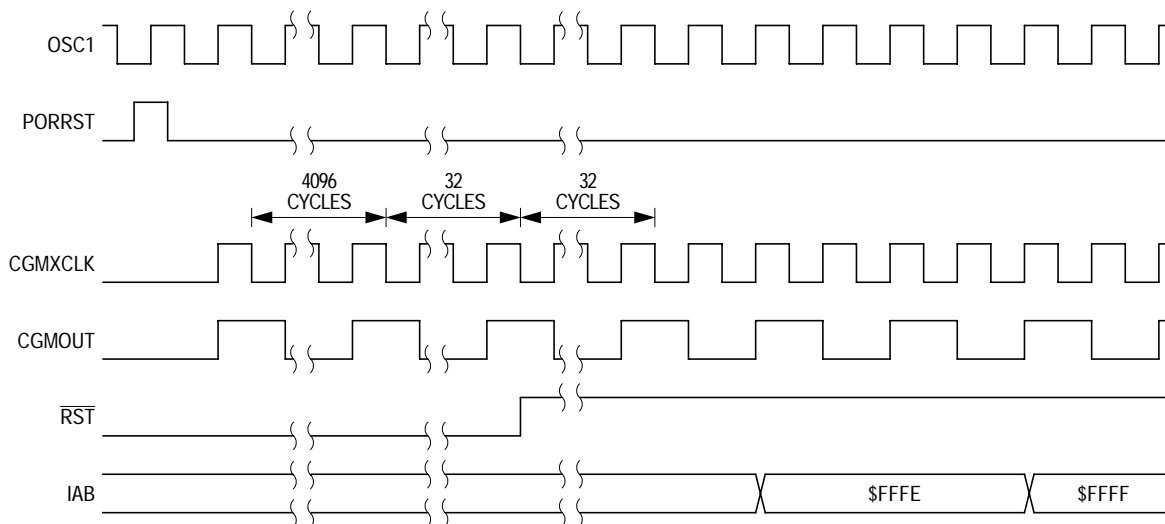 OSC1
PORRST
4096
CYCLES
32
CYCLES
32
CYCLES
CGMXCLK
CGMOUT
RST
IAB
$FFFE
$FFFF